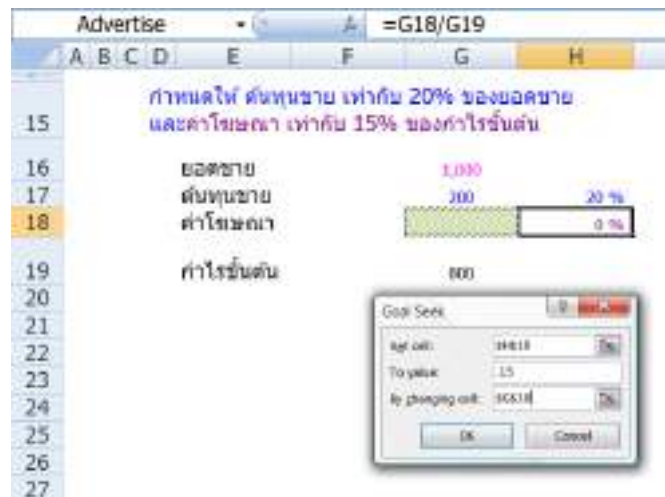 Advertise =G18/G19
A B C D E F G H
กำหนดให้ ต้นทุนขาย เท่ากับ 20% ของยอดขาย
15 และค่าโฆษณา เท่ากับ 15% ของกำไรขั้นต้น
16 ยอดขาย 1,000
17 ต้นทุนขาย 200 20 %
18 ค่าโฆษณา 0 %
19 กำไรขั้นต้น 800
20
Goal Seek
21
22 Set cell:
23 To value: .15
24 By changing cell:
25 OK Cancel
26
27